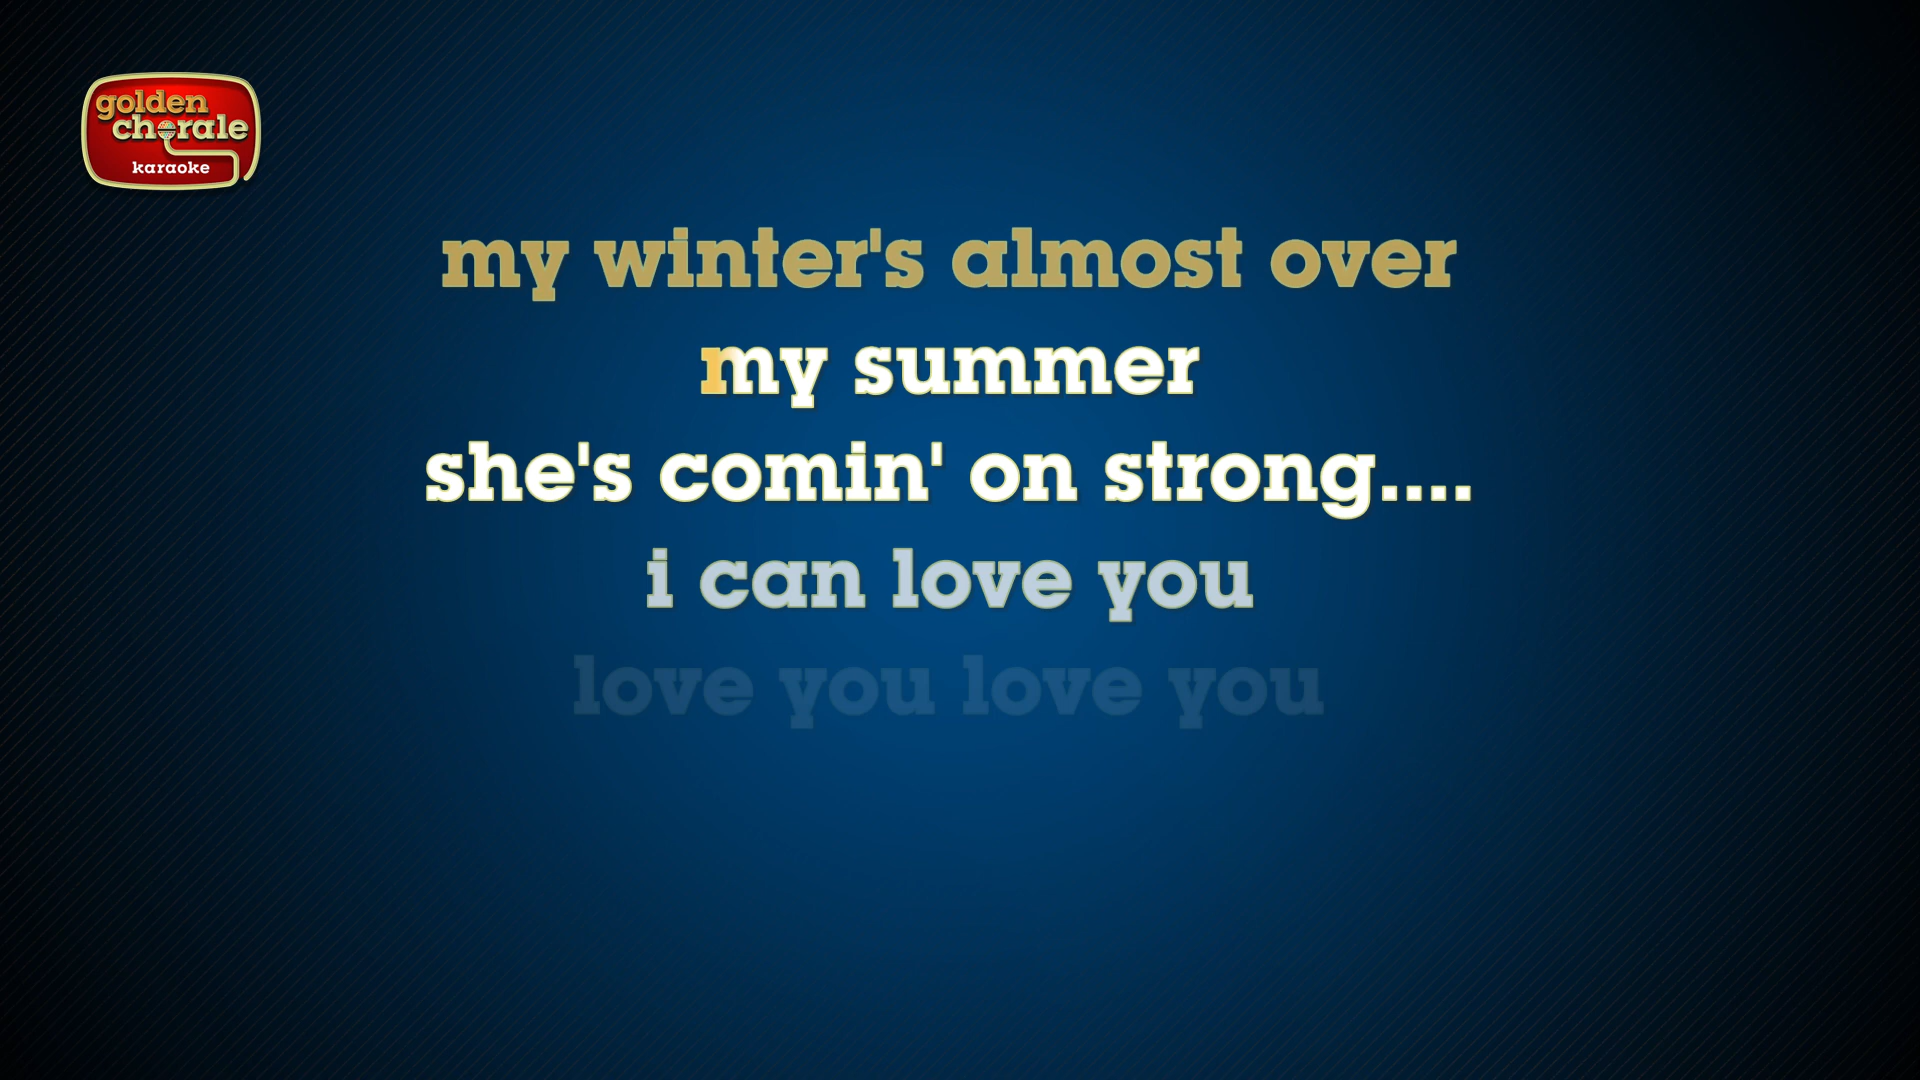 golden
chorale
karaoke
my winter's almost over
my summer
she's comin' on strong....
i can love you
love you love you